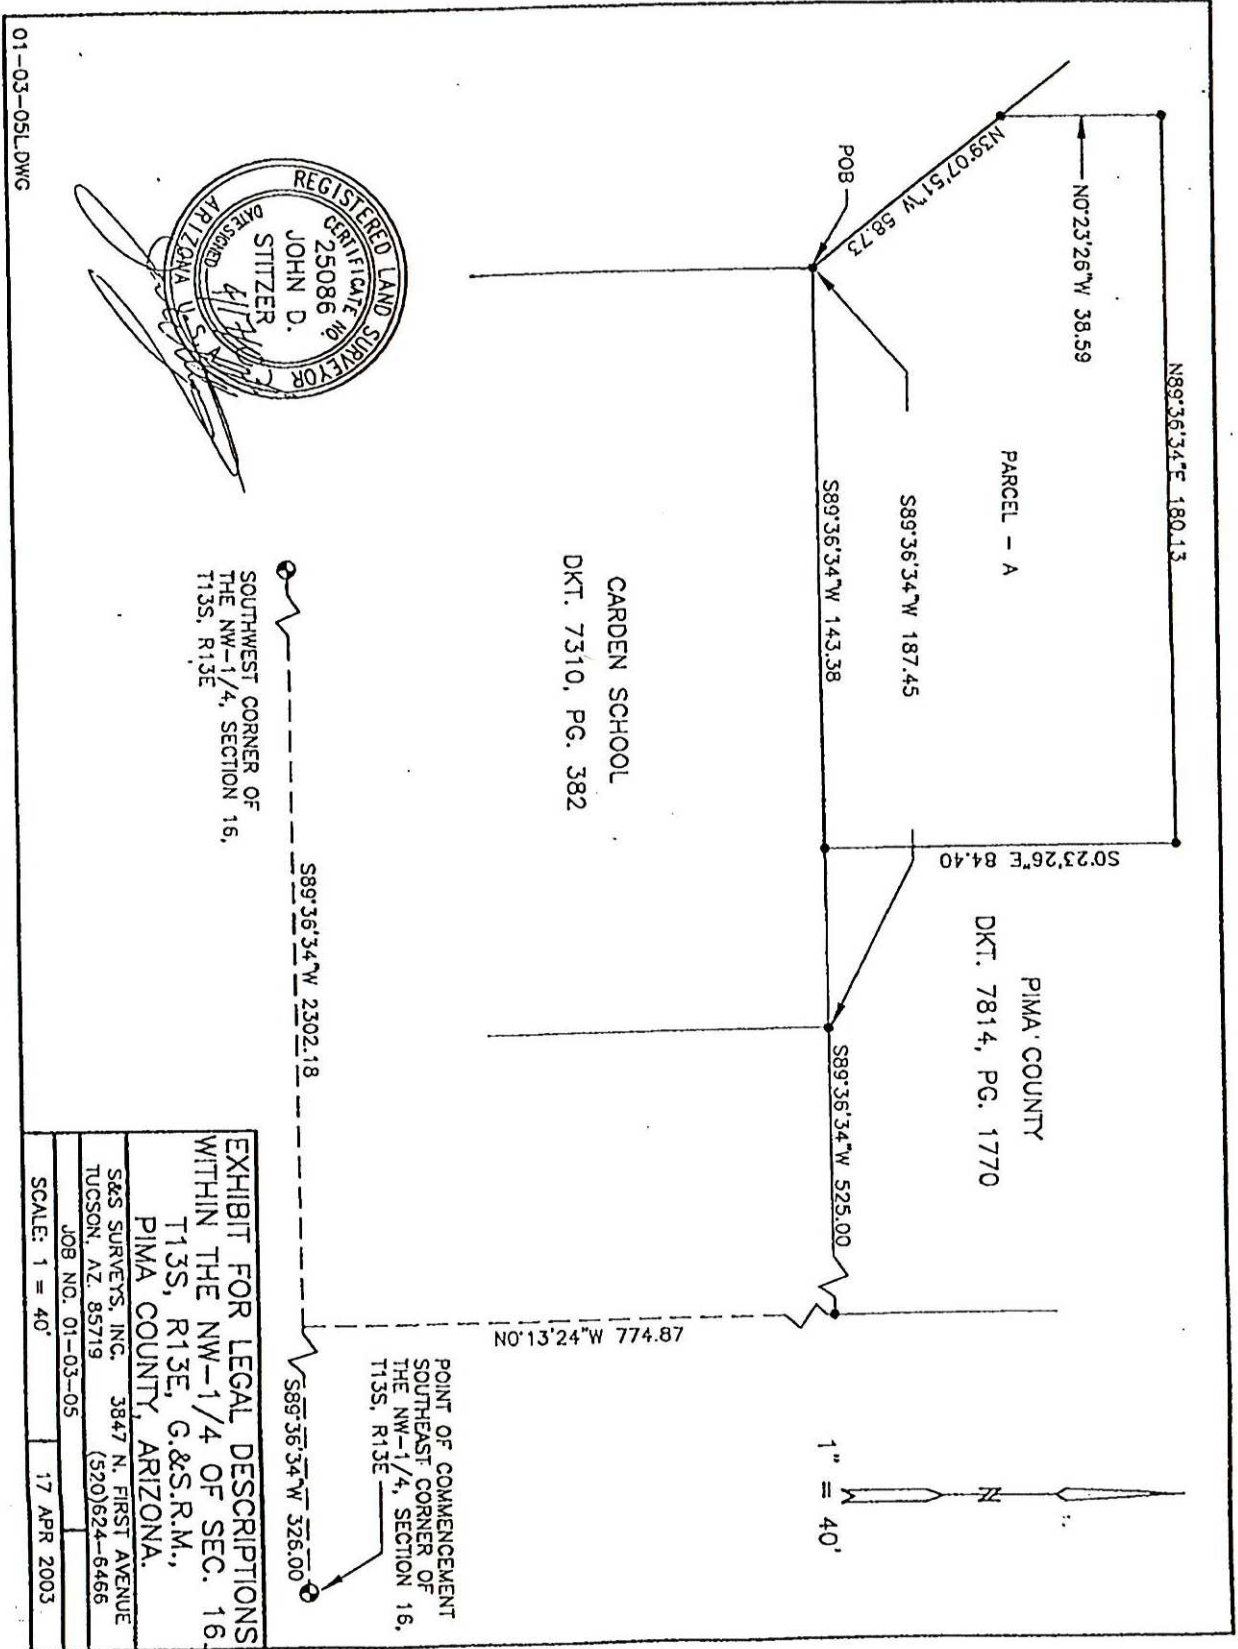 N89°36'34"E 180.13
N0°23'26"W 38.59
N39°07'51"W 58.73
POB
PARCEL - A
S89°36'34"W 187.45
S89°36'34"W 143.38
S0°23'26"E 84.40
PIMA COUNTY
DKT. 7814, PG. 1770
S89°36'34"W 525.00
CARDEN SCHOOL
DKT. 7310, PG. 382
N0°13'24"W 774.87
N
1" = 40'
POINT OF COMMENCEMENT
SOUTHEAST CORNER OF
THE NW-1/4, SECTION 16,
T13S, R13E
S89°36'34"W 2302.18
S89°36'34"W 326.00
SOUTHWEST CORNER OF
THE NW-1/4, SECTION 16,
T13S, R13E
REGISTERED LAND SURVEYOR
CERTIFICATE NO.
25086
JOHN D.
STITZER
DATE SIGNED
ARIZONA U.S.A.
EXHIBIT FOR LEGAL DESCRIPTIONS
WITHIN THE NW-1/4 OF SEC. 16,
T13S, R13E, G.&S.R.M.,
PIMA COUNTY, ARIZONA.
S&S SURVEYS, INC. 3847 N. FIRST AVENUE
TUCSON, AZ. 85719 (520)624-6466
JOB NO. 01-03-05
SCALE: 1 = 40' 17 APR 2003
01-03-05L.DWG